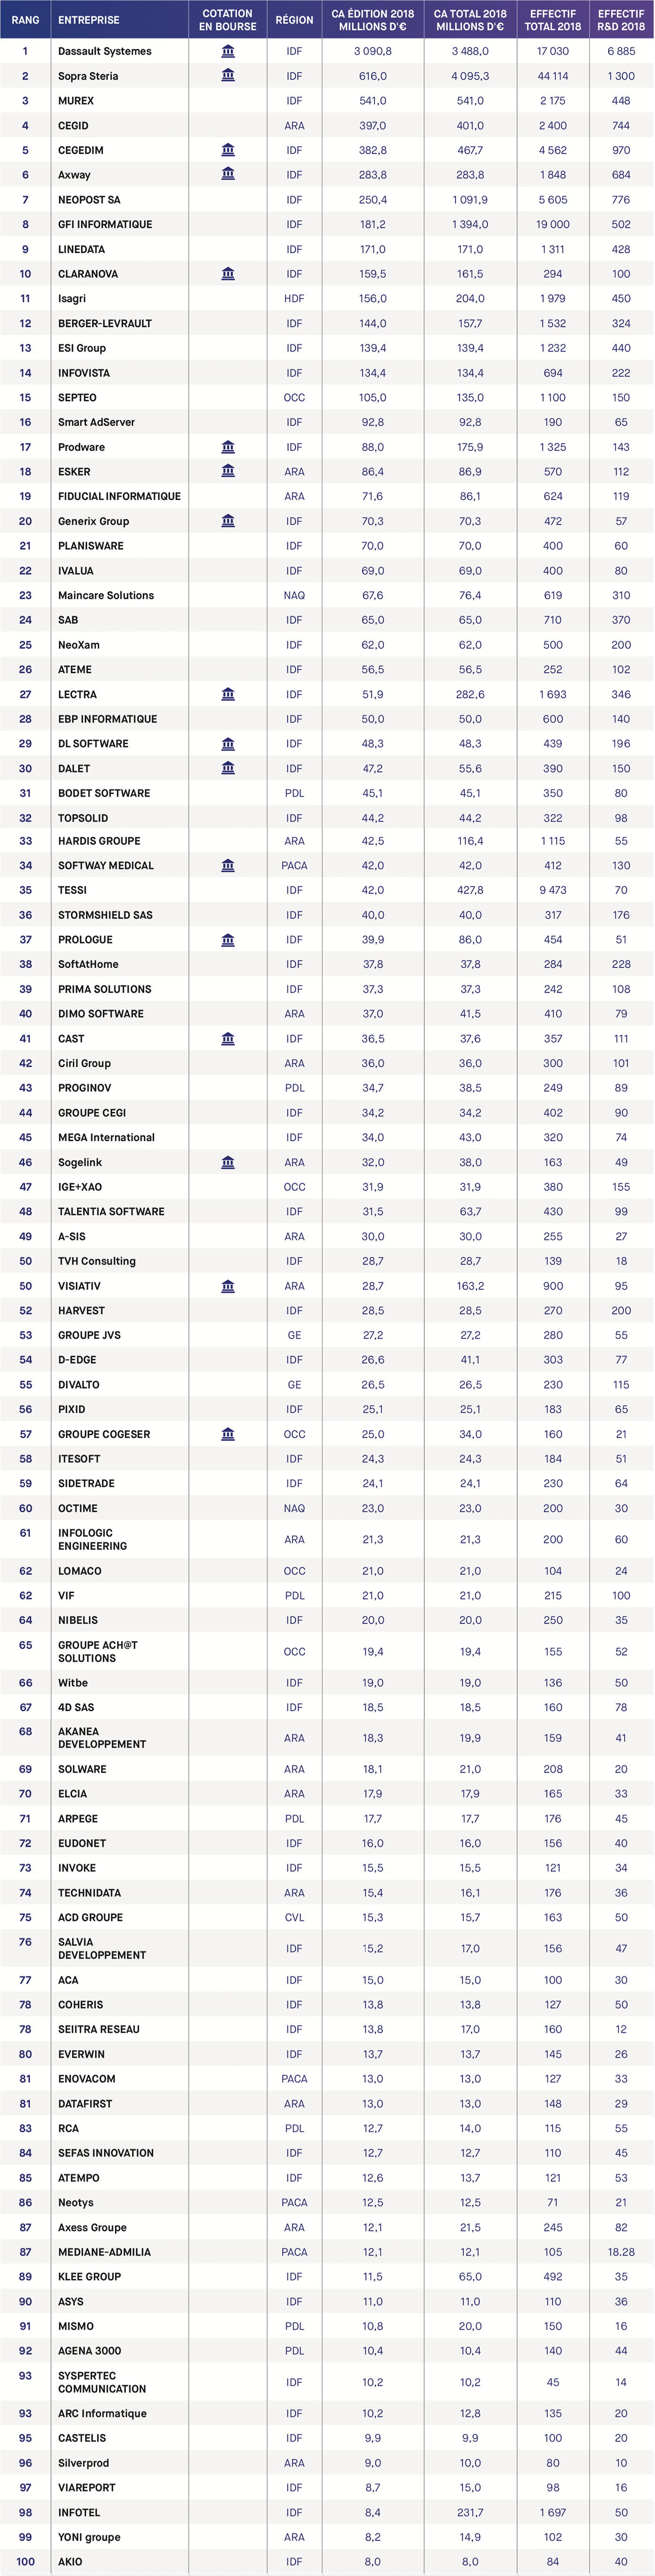 RANG ENTREPRISE COTATION EN BOURSE RÉGION CA ÉDITION 2018 MILLIONS D'€ CA TOTAL 2018 MILLIONS D'€ EFFECTIF TOTAL 2018 EFFECTIF R&D 2018
1 Dassault Systemes IDF 3 090,8 3 488,0 17 030 6 885
2 Sopra Steria IDF 616,0 4 095,3 44 114 1 300
3 MUREX IDF 541,0 541,0 2 175 448
4 CEGID ARA 397,0 401,0 2 400 744
5 CEGEDIM IDF 382,8 467,7 4 562 970
6 Axway IDF 283,8 283,8 1 848 684
7 NEOPOST SA IDF 250,4 1 091,9 5 605 776
8 GFI INFORMATIQUE IDF 181,2 1 394,0 19 000 502
9 LINEDATA IDF 171,0 171,0 1 311 428
10 CLARANOVA IDF 159,5 161,5 294 100
11 Isagri HDF 156,0 204,0 1 979 450
12 BERGER-LEVRAULT IDF 144,0 157,7 1 532 324
13 ESI Group IDF 139,4 139,4 1 232 440
14 INFOVISTA IDF 134,4 134,4 694 222
15 SEPTEO OCC 105,0 135,0 1 100 150
16 Smart AdServer IDF 92,8 92,8 190 65
17 Prodware IDF 88,0 175,9 1 325 143
18 ESKER ARA 86,4 86,9 570 112
19 FIDUCIAL INFORMATIQUE ARA 71,6 86,1 624 119
20 Generix Group IDF 70,3 70,3 472 57
21 PLANISWARE IDF 70,0 70,0 400 60
22 IVALUA IDF 69,0 69,0 400 80
23 Maincare Solutions NAQ 67,6 76,4 619 310
24 SAB IDF 65,0 65,0 710 370
25 NeoXam IDF 62,0 62,0 500 200
26 ATEME IDF 56,5 56,5 252 102
27 LECTRA IDF 51,9 282,6 1 693 346
28 EBP INFORMATIQUE IDF 50,0 50,0 600 140
29 DL SOFTWARE IDF 48,3 48,3 439 196
30 DALET IDF 47,2 55,6 390 150
31 BODET SOFTWARE PDL 45,1 45,1 350 80
32 TOPSOLID IDF 44,2 44,2 322 98
33 HARDIS GROUPE ARA 42,5 116,4 1 115 55
34 SOFTWAY MEDICAL PACA 42,0 42,0 412 130
35 TESSI IDF 42,0 427,8 9 473 70
36 STORMSHIELD SAS IDF 40,0 40,0 317 176
37 PROLOGUE IDF 39,9 86,0 454 51
38 SoftAtHome IDF 37,8 37,8 284 228
39 PRIMA SOLUTIONS IDF 37,3 37,3 242 108
40 DIMO SOFTWARE ARA 37,0 41,5 410 79
41 CAST IDF 36,5 37,6 357 111
42 Ciril Group ARA 36,0 36,0 300 101
43 PROGINOV PDL 34,7 38,5 249 89
44 GROUPE CEGI IDF 34,2 34,2 402 90
45 MEGA International IDF 34,0 43,0 320 74
46 Sogelink ARA 32,0 38,0 163 49
47 IGE+XAO OCC 31,9 31,9 380 155
48 TALENTIA SOFTWARE IDF 31,5 63,7 430 99
49 A-SIS ARA 30,0 30,0 255 27
50 TVH Consulting IDF 28,7 28,7 139 18
50 VISIATIV ARA 28,7 163,2 900 95
52 HARVEST IDF 28,5 28,5 270 200
53 GROUPE JVS GE 27,2 27,2 280 55
54 D-EDGE IDF 26,6 41,1 303 77
55 DIVALTO GE 26,5 26,5 230 115
56 PIXID IDF 25,1 25,1 183 65
57 GROUPE COGESER OCC 25,0 34,0 160 21
58 ITESOFT IDF 24,3 24,3 184 51
59 SIDETRADE IDF 24,1 24,1 230 64
60 OCTIME NAQ 23,0 23,0 200 30
61 INFOLOGIC ENGINEERING ARA 21,3 21,3 200 60
62 LOMACO OCC 21,0 21,0 104 24
62 VIF PDL 21,0 21,0 215 100
64 NIBELIS IDF 20,0 20,0 250 35
65 GROUPE ACH@T SOLUTIONS OCC 19,4 19,4 155 52
66 Witbe IDF 19,0 19,0 136 50
67 4D SAS IDF 18,5 18,5 160 78
68 AKANEA DEVELOPPEMENT ARA 18,3 19,9 159 41
69 SOLWARE ARA 18,1 21,0 208 20
70 ELCIA ARA 17,9 17,9 165 33
71 ARPEGE PDL 17,7 17,7 176 45
72 EUDONET IDF 16,0 16,0 156 40
73 INVOKE IDF 15,5 15,5 121 34
74 TECHNIDATA ARA 15,4 16,1 176 36
75 ACD GROUPE CVL 15,3 15,7 163 50
76 SALVIA DEVELOPPEMENT IDF 15,2 17,0 156 47
77 ACA IDF 15,0 15,0 100 30
78 COHERIS IDF 13,8 13,8 127 50
78 SEIITRA RESEAU IDF 13,8 17,0 160 12
80 EVERWIN IDF 13,7 13,7 145 26
81 ENOVACOM PACA 13,0 13,0 127 33
81 DATAFIRST ARA 13,0 13,0 148 29
83 RCA PDL 12,7 14,0 115 55
84 SEFAS INNOVATION IDF 12,7 12,7 110 45
85 ATEMPO IDF 12,6 13,7 121 53
86 Neotys PACA 12,5 12,5 71 21
87 Axess Groupe ARA 12,1 21,5 245 82
87 MEDIANE-ADMILIA PACA 12,1 12,1 105 18.28
89 KLEE GROUP IDF 11,5 65,0 492 35
90 ASYS IDF 11,0 11,0 110 36
91 MISMO PDL 10,8 20,0 150 16
92 AGENA 3000 PDL 10,4 10,4 140 44
93 SYSPERTEC COMMUNICATION IDF 10,2 10,2 45 14
93 ARC Informatique IDF 10,2 12,8 135 20
95 CASTELIS IDF 9,9 9,9 100 20
96 Silverprod ARA 9,0 10,0 80 10
97 VIAREPORT IDF 8,7 15,0 98 16
98 INFOTEL IDF 8,4 231,7 1 697 50
99 YONI groupe ARA 8,2 14,9 102 30
100 AKIO IDF 8,0 8,0 84 40